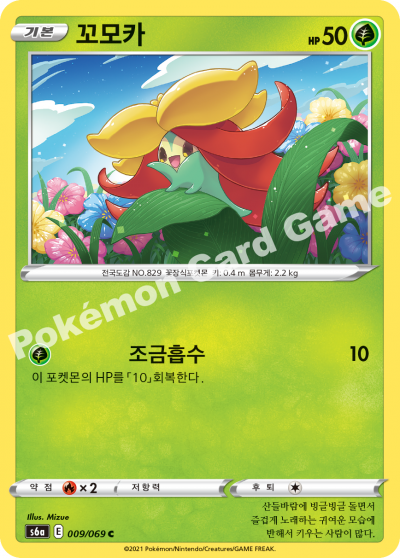 기본 꼬모카 HP 50
전국도감 NO.829 꽃장식포켓몬 키: 0.4 m 몸무게: 2.2 kg
Pokémon Card Game
조금흡수 10
이 포켓몬의 HP를 「10」회복한다.
약점 ×2 저항력 후퇴
Illus. Mizue
s6a E 009/069 C
산들바람에 빙글빙글 돌면서
즐겁게 노래하는 귀여운 모습에
반해서 키우는 사람이 많다.
©2021 Pokémon/Nintendo/Creatures/GAME FREAK.